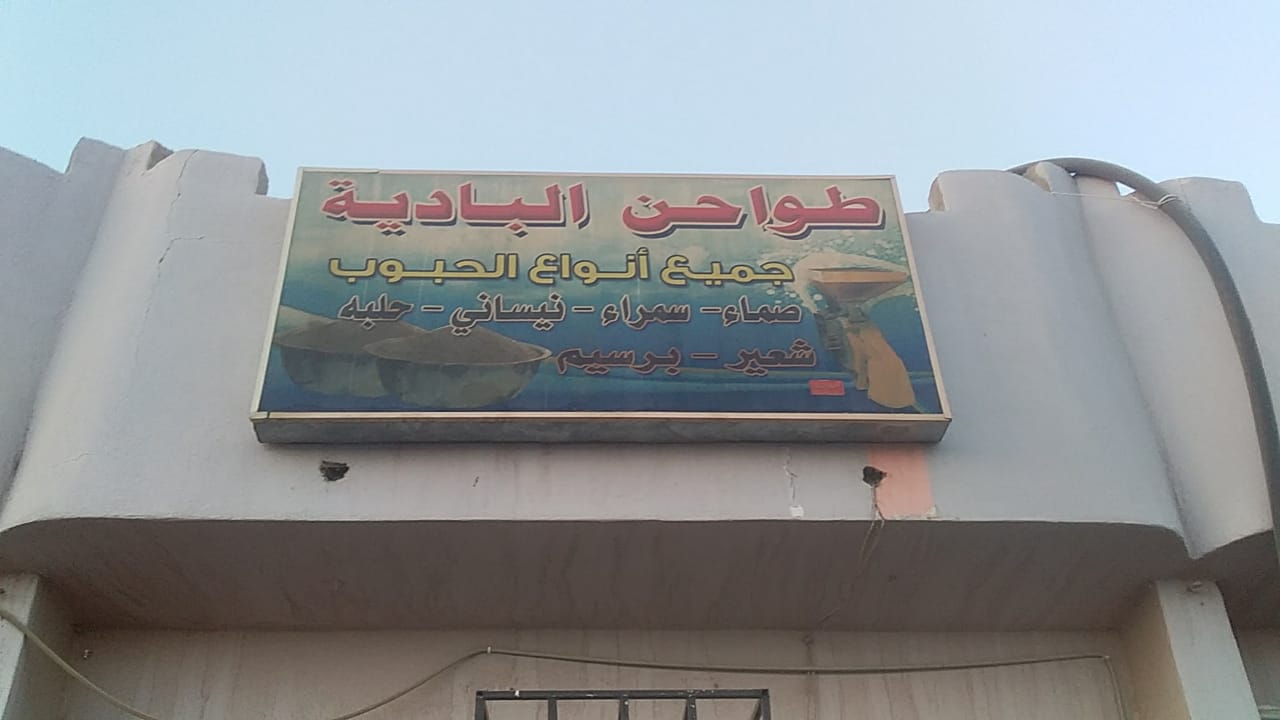 طواحن البادية
جميع أنواع الحبوب
صماء - سمراء - نيساني - حلبه
شعير - برسيم